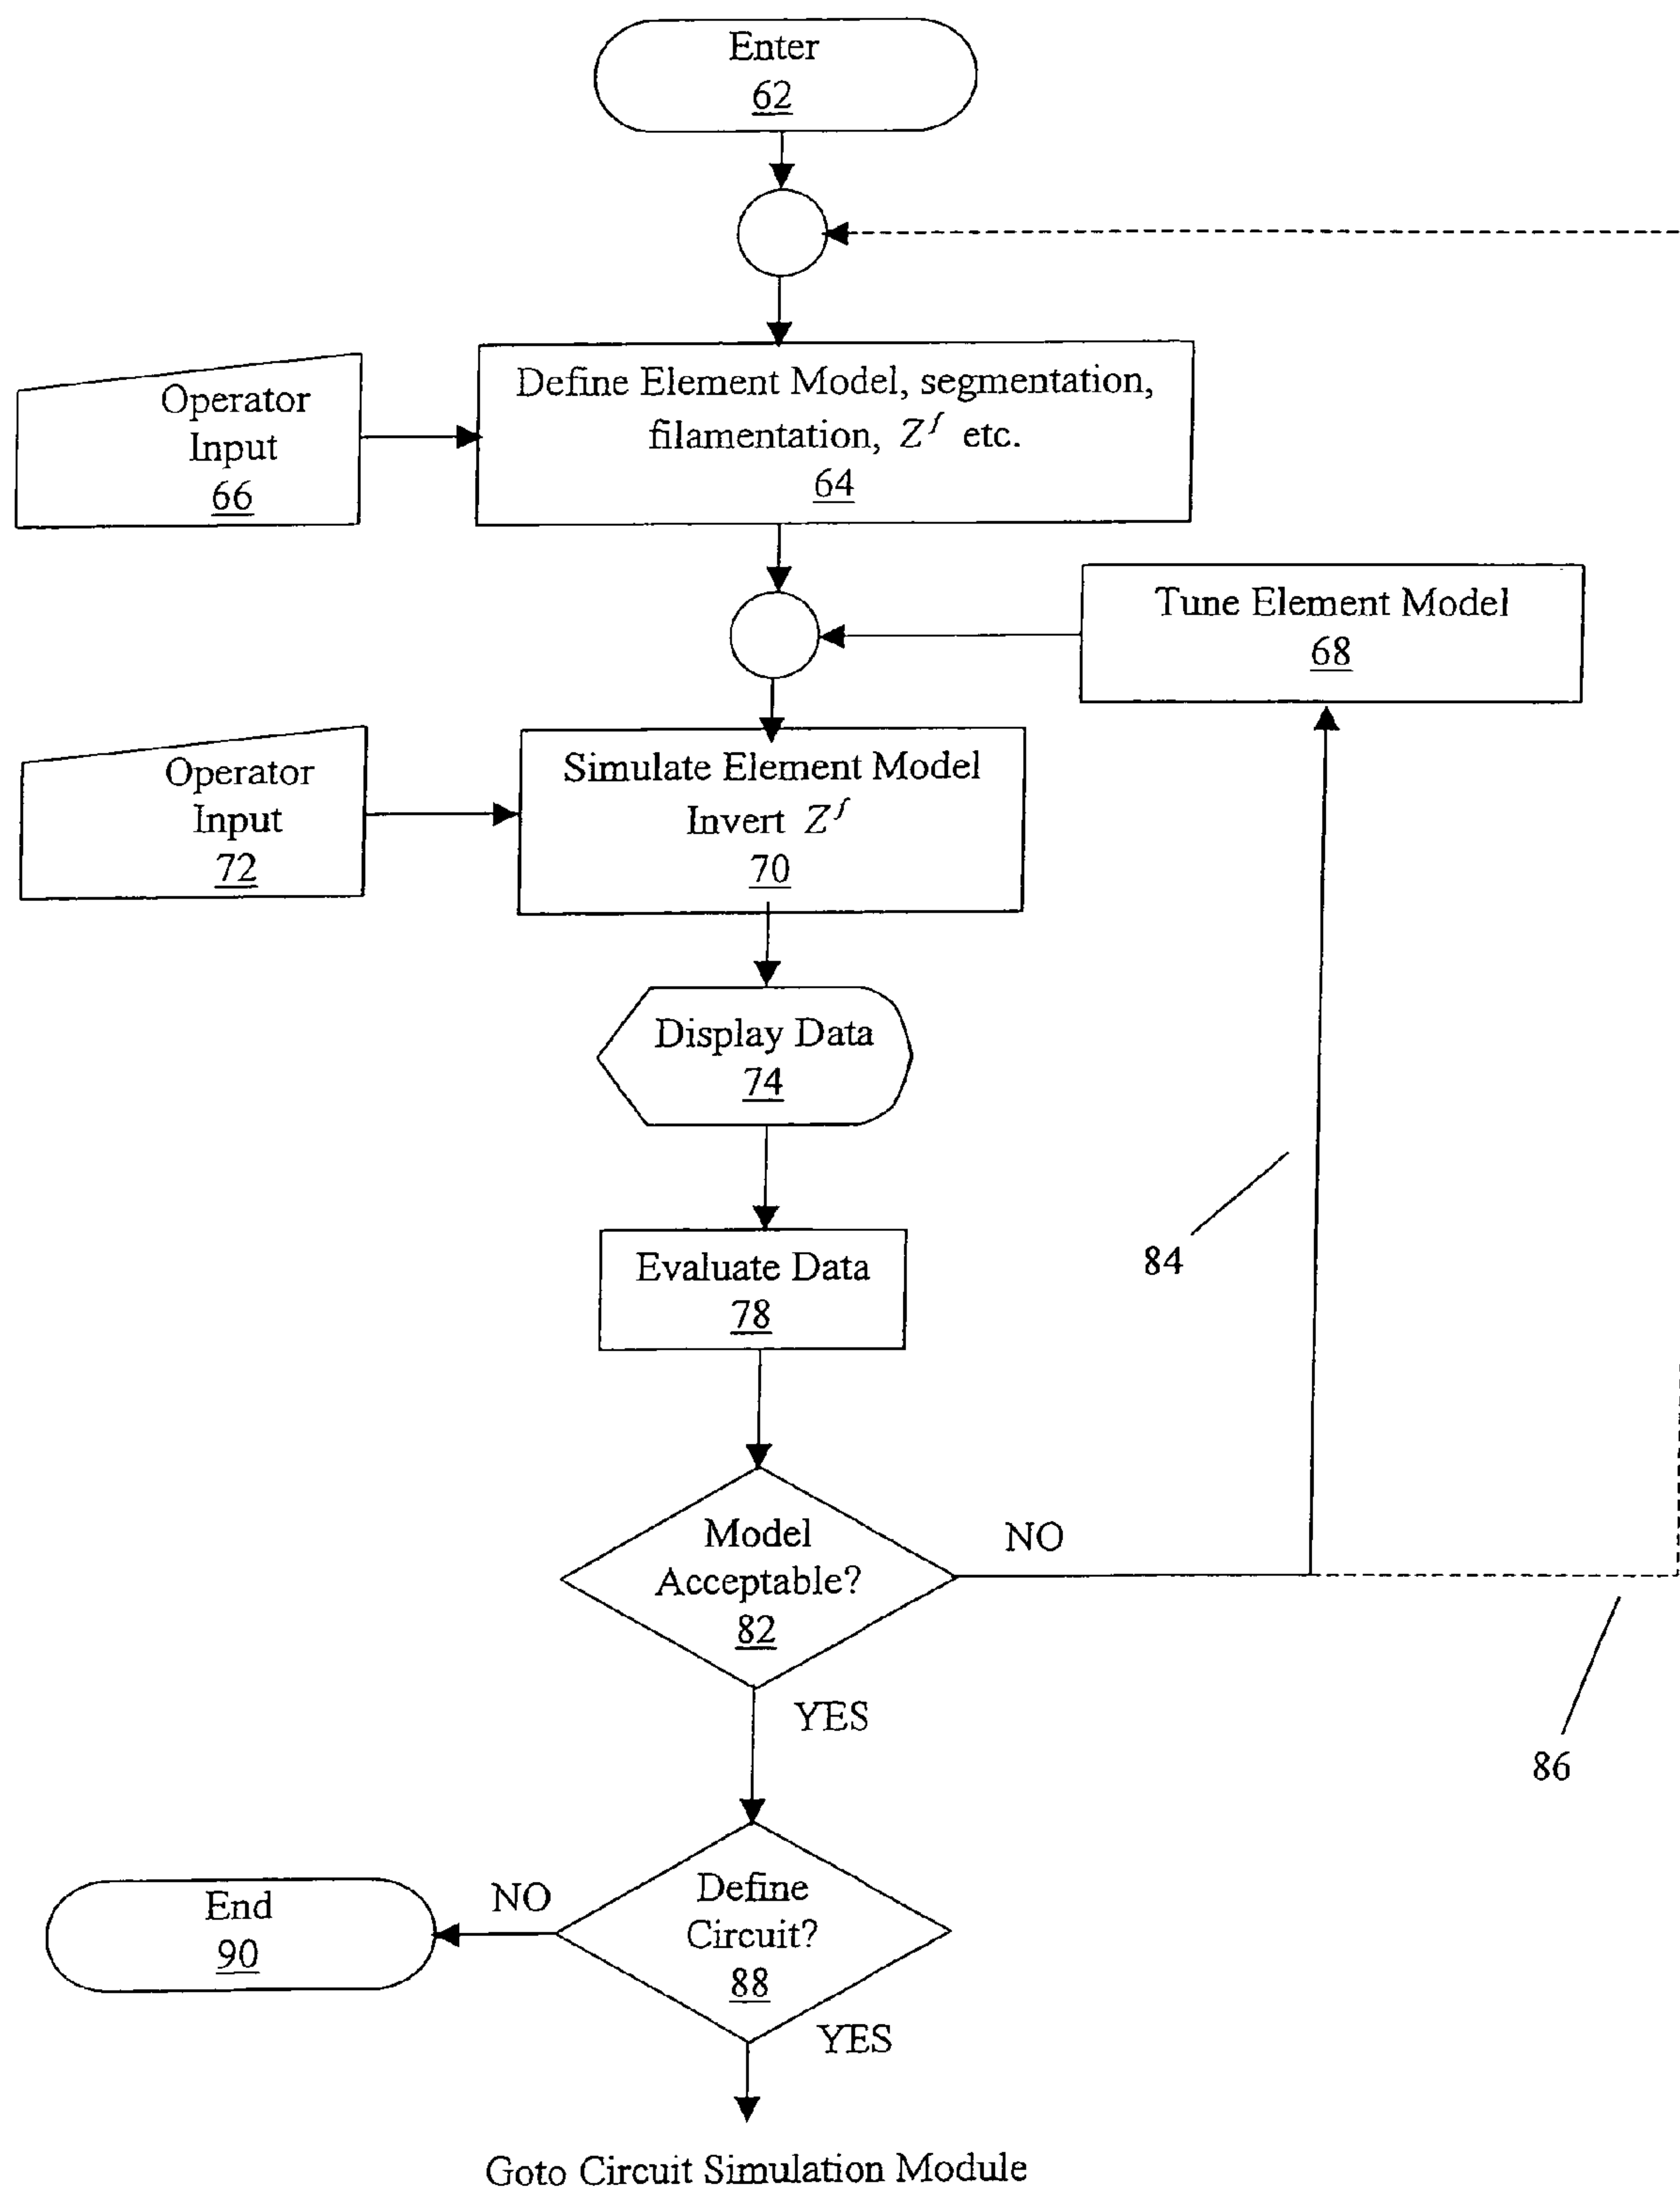 Enter
62
Define Element Model, segmentation,
filamentation, Z^f etc.
64
Operator
Input
66
Tune Element Model
68
Simulate Element Model
Invert Z^f
70
Operator
Input
72
Display Data
74
Evaluate Data
78
84
Model
Acceptable?
82
NO
YES
86
Define
Circuit?
88
NO
End
90
YES
Goto Circuit Simulation Module